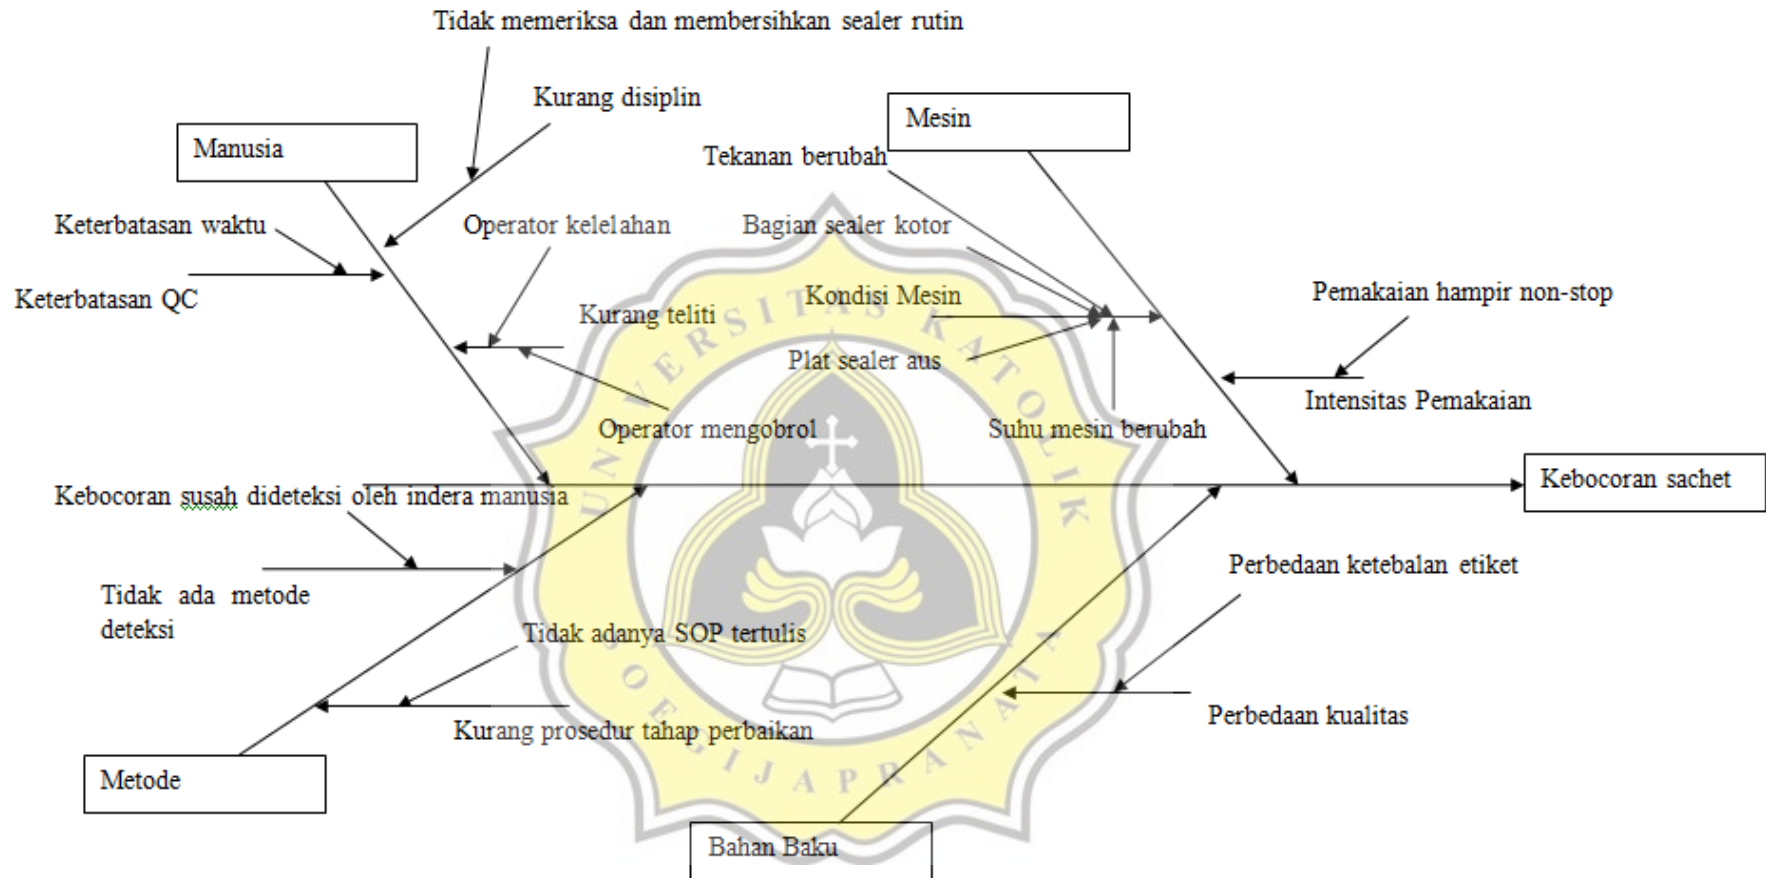 Tidak memeriksa dan membersihkan sealer rutin
Kurang disiplin
Mesin
Manusia
Tekanan berubah
Keterbatasan waktu
Operator kelelahan
Bagian sealer kotor
Keterbatasan QC
Kurang teliti
Kondisi Mesin
Pemakaian hampir non-stop
Plat sealer aus
Intensitas Pemakaian
Operator mengobrol
Suhu mesin berubah
Kebocoran susah dideteksi oleh indera manusia
Kebocoran sachet
Tidak ada metode
deteksi
Perbedaan ketebalan etiket
Tidak adanya SOP tertulis
Kurang prosedur tahap perbaikan
Perbedaan kualitas
Metode
Bahan Baku
UNIVERSITAS KATOLIK
SOEGIJAPRANATA